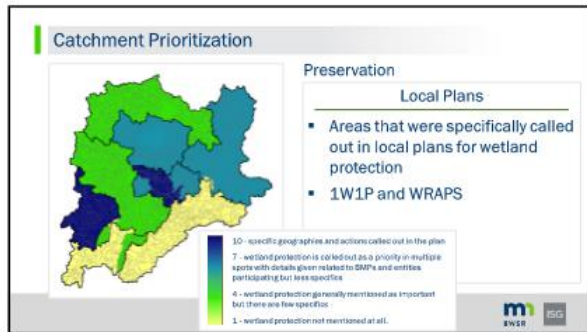 Catchment Prioritization
Preservation
Local Plans
▪ Areas that were specifically called
out in local plans for wetland
protection
▪ 1W1P and WRAPS
10 - specific geographies and actions called out in the plan
7 - wetland protection is called out as a priority in multiple
spots with details given related to BMPs and entities
participating but less specifics
4 - wetland protection generally mentioned as important
but there are few specifics
1 - wetland protection not mentioned at all.
mn
BWSR
ISG